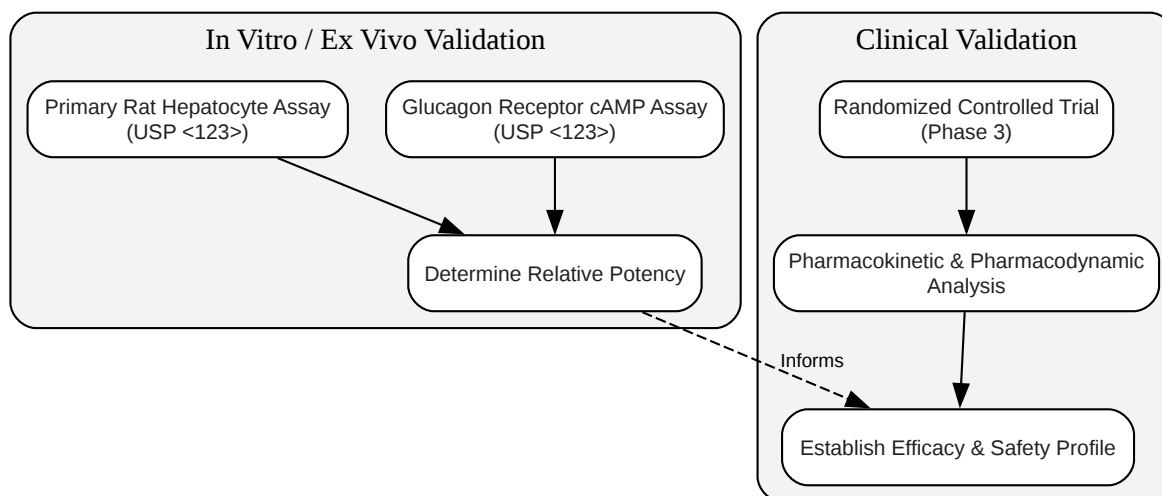 In Vitro / Ex Vivo Validation
Primary Rat Hepatocyte Assay
(USP <123>)
Glucagon Receptor cAMP Assay
(USP <123>)
Determine Relative Potency
Informs
Clinical Validation
Randomized Controlled Trial
(Phase 3)
Pharmacokinetic & Pharmacodynamic
Analysis
Establish Efficacy & Safety Profile